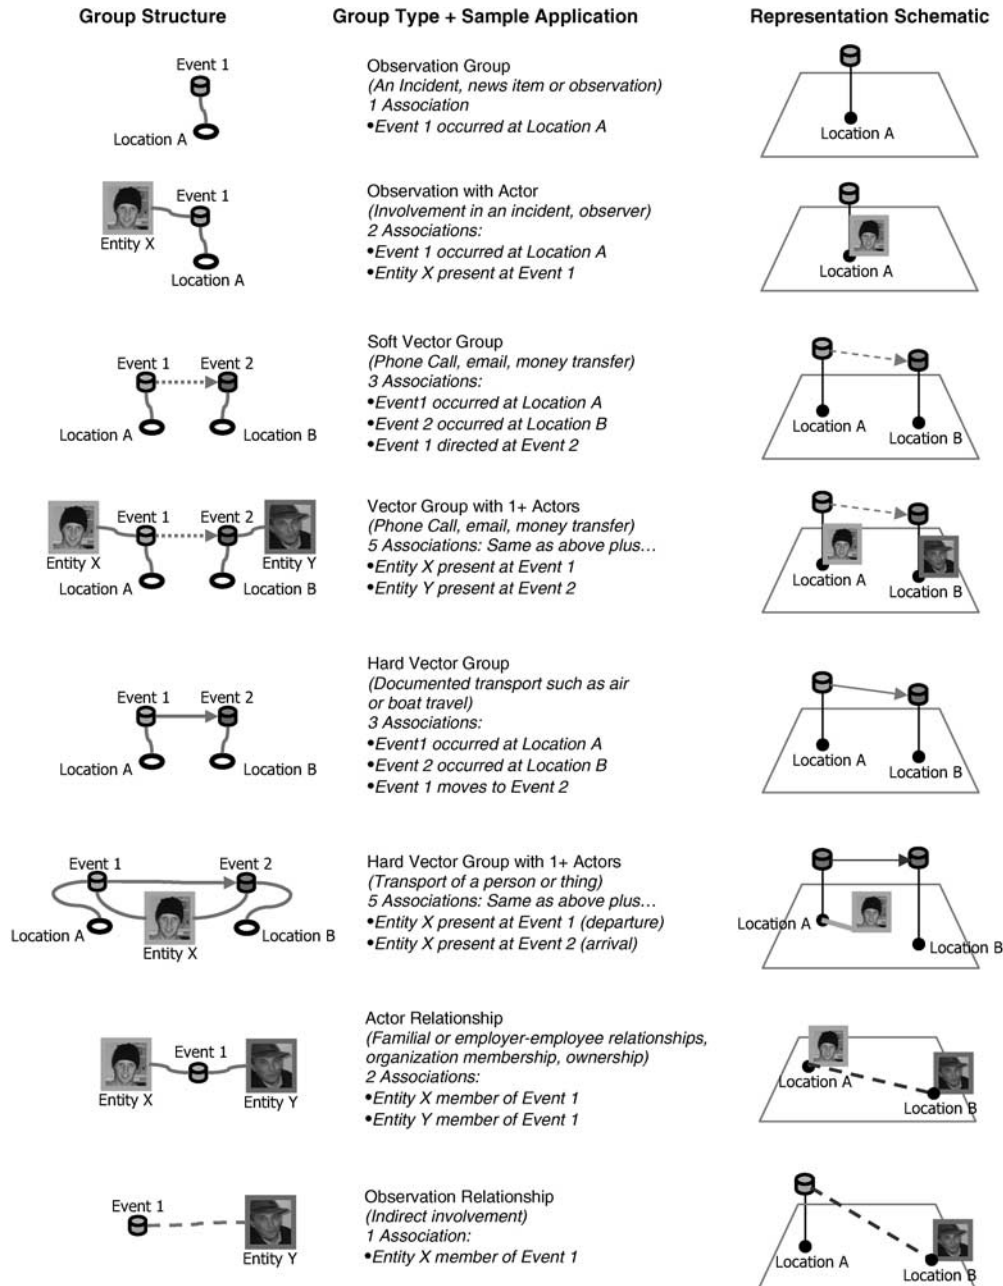 Group Structure
Group Type + Sample Application
Representation Schematic
Event 1
Location A
Observation Group
(An Incident, news item or observation)
1 Association
•Event 1 occurred at Location A
Location A
Event 1
Entity X
Location A
Observation with Actor
(Involvement in an incident, observer)
2 Associations:
•Event 1 occurred at Location A
•Entity X present at Event 1
Location A
Event 1
Event 2
Location A
Location B
Soft Vector Group
(Phone Call, email, money transfer)
3 Associations:
•Event1 occurred at Location A
•Event 2 occurred at Location B
•Event 1 directed at Event 2
Location A
Location B
Event 1
Event 2
Entity X
Entity Y
Location A
Location B
Vector Group with 1+ Actors
(Phone Call, email, money transfer)
5 Associations: Same as above plus…
•Entity X present at Event 1
•Entity Y present at Event 2
Location A
Location B
Event 1
Event 2
Location A
Location B
Hard Vector Group
(Documented transport such as air
or boat travel)
3 Associations:
•Event1 occurred at Location A
•Event 2 occurred at Location B
•Event 1 moves to Event 2
Location A
Location B
Event 1
Event 2
Location A
Location B
Entity X
Hard Vector Group with 1+ Actors
(Transport of a person or thing)
5 Associations: Same as above plus…
•Entity X present at Event 1 (departure)
•Entity X present at Event 2 (arrival)
Location A
Location B
Event 1
Entity X
Entity Y
Actor Relationship
(Familial or employer-employee relationships,
organization membership, ownership)
2 Associations:
•Entity X member of Event 1
•Entity Y member of Event 1
Location A
Location B
Event 1
Entity Y
Observation Relationship
(Indirect involvement)
1 Association:
•Entity X member of Event 1
Location A
Location B